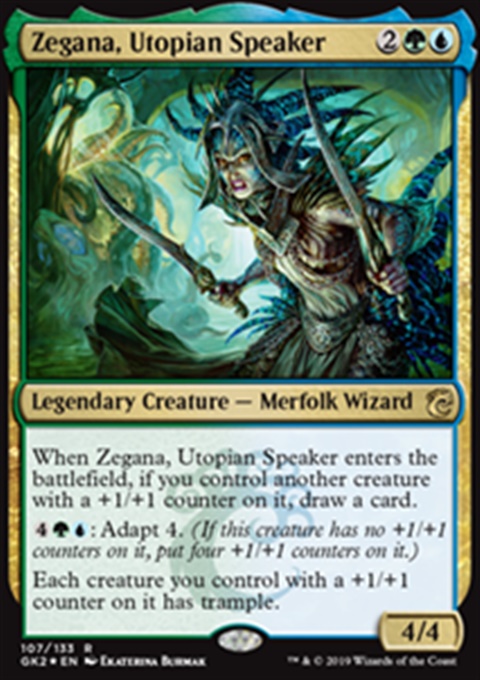 Zegana, Utopian Speaker 2
Legendary Creature — Merfolk Wizard
When Zegana, Utopian Speaker enters the
battlefield, if you control another creature
with a +1/+1 counter on it, draw a card.
4 : Adapt 4. (If this creature has no +1/+1
counters on it, put four +1/+1 counters on it.)
Each creature you control with a +1/+1
counter on it has trample.
4/4
107/133 R
GK2 ★ EN Ekaterina Burmak
™ & © 2019 Wizards of the Coast